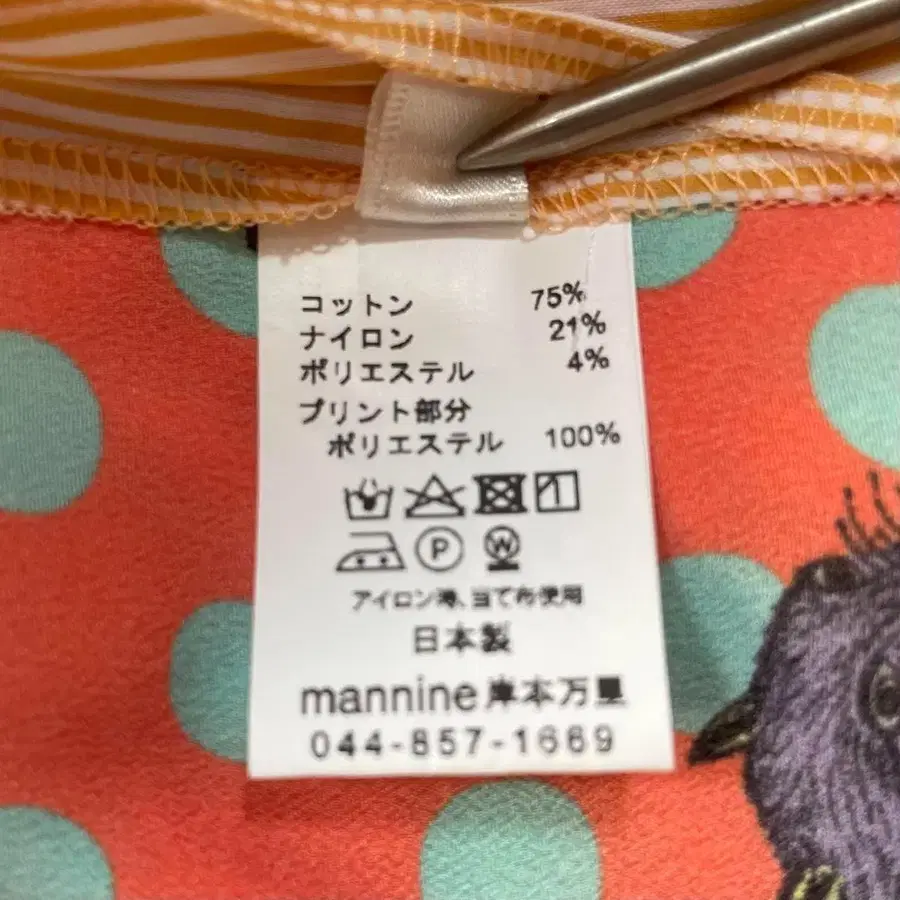 コットン 75%
ナイロン 21%
ポリエステル 4%
プリント部分
ポリエステル 100%
P W
アイロン時、当て布使用
日本製
mannine 岸本万里
044-857-1669